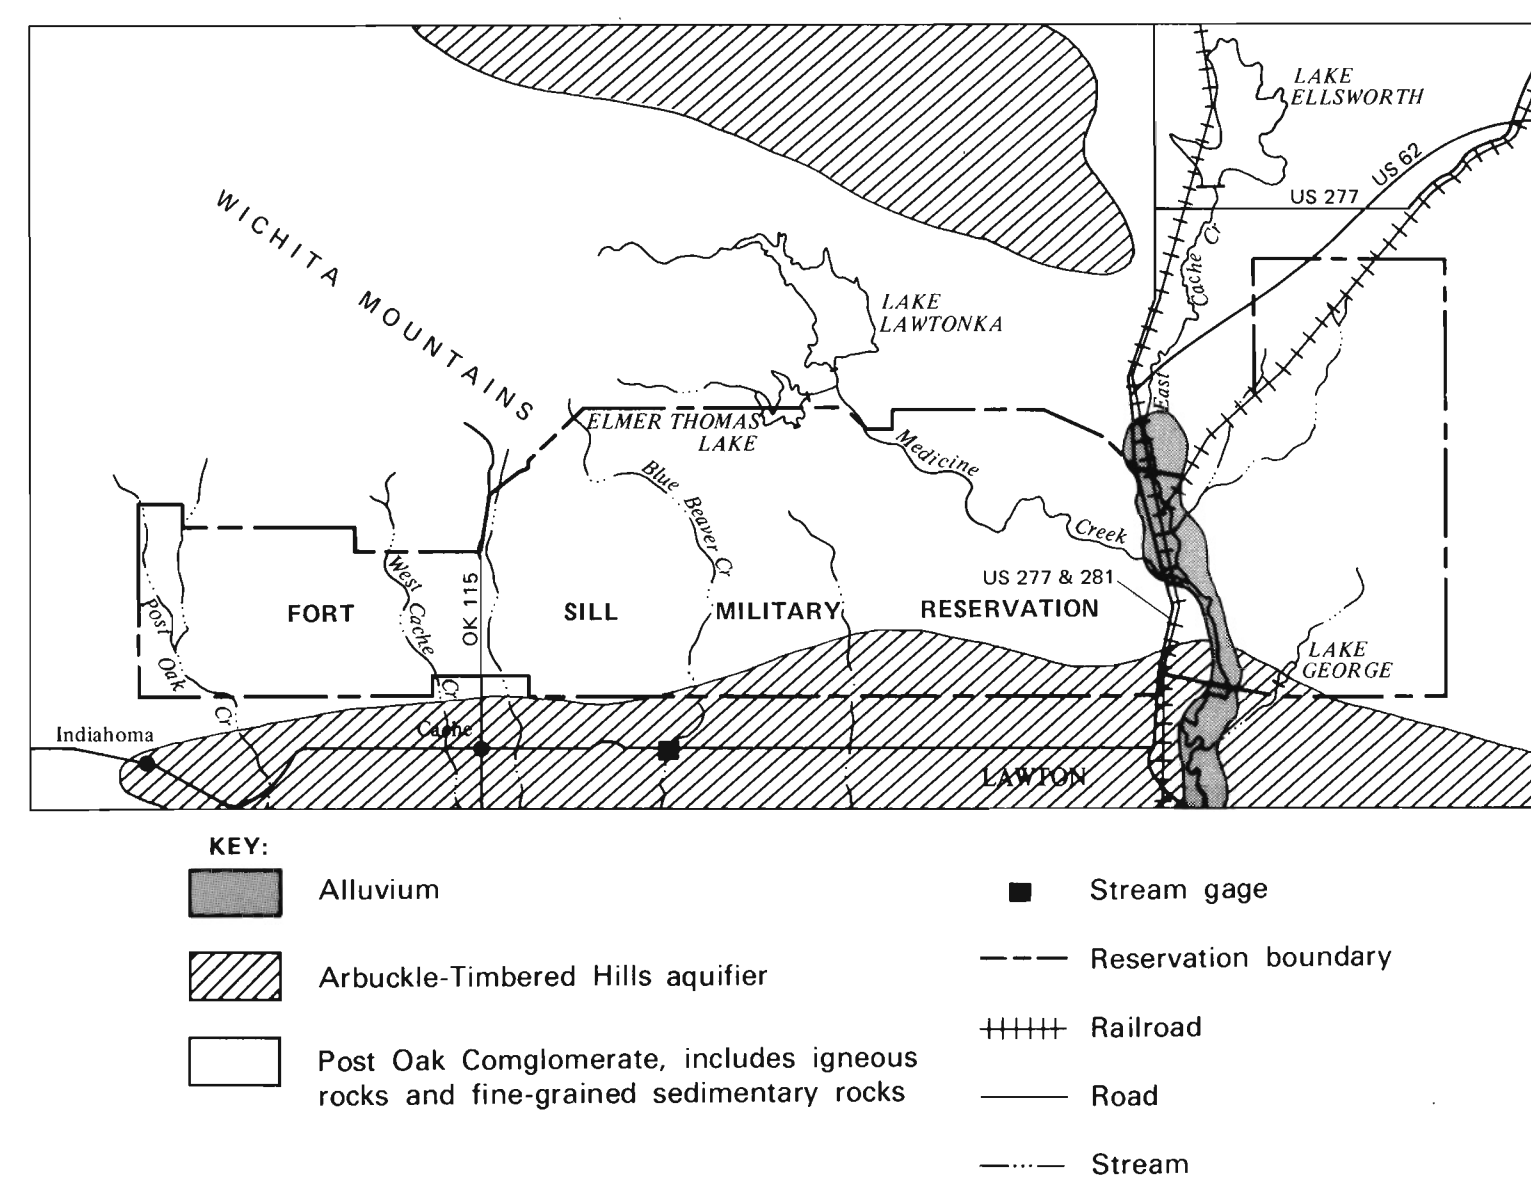 LAKE
ELLSWORTH
US 62
US 277
Cache Cr
East
WICHITA MOUNTAINS
LAKE
LAWTONKA
ELMER THOMAS
LAKE
Medicine
Creek
Blue Beaver Cr
West Cache
Cr
OK 115
US 277 & 281
FORT SILL MILITARY RESERVATION
Post Oak
Cr
LAKE
GEORGE
Indiahoma
Cache
LAWTON
KEY:
Alluvium
Arbuckle-Timbered Hills aquifier
Post Oak Comglomerate, includes igneous
rocks and fine-grained sedimentary rocks
Stream gage
Reservation boundary
Railroad
Road
Stream